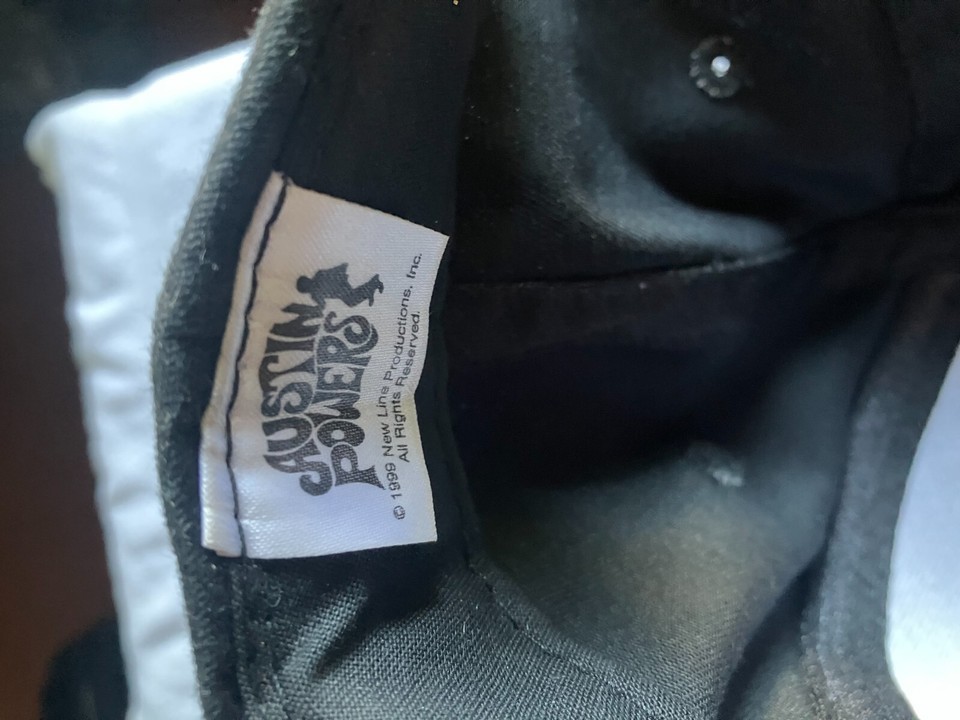 AUSTIN
POWERS
© 1999 New Line Productions, Inc.
All Rights Reserved.